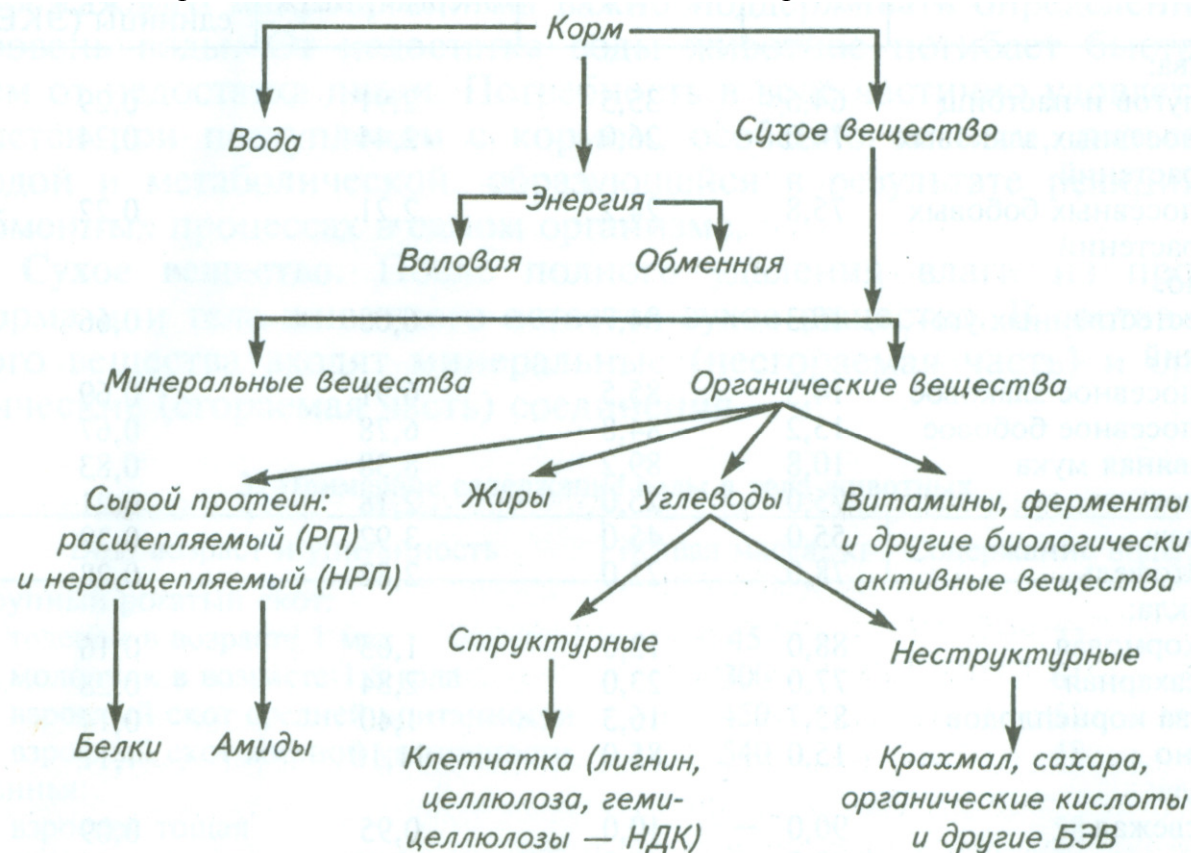 Корм
Вода
Сухое вещество
Энергия
Валовая
Обменная
Минеральные вещества
Органические вещества
Сырой протеин:
расщепляемый (РП)
и нерасщепляемый (НРП)
Жиры
Углеводы
Витамины, ферменты
и другие биологически
активные вещества
Структурные
Неструктурные
Белки
Амиды
Клетчатка (лигнин,
целлюлоза, геми-
целлюлозы — НДК)
Крахмал, сахара,
органические кислоты
и другие БЭВ